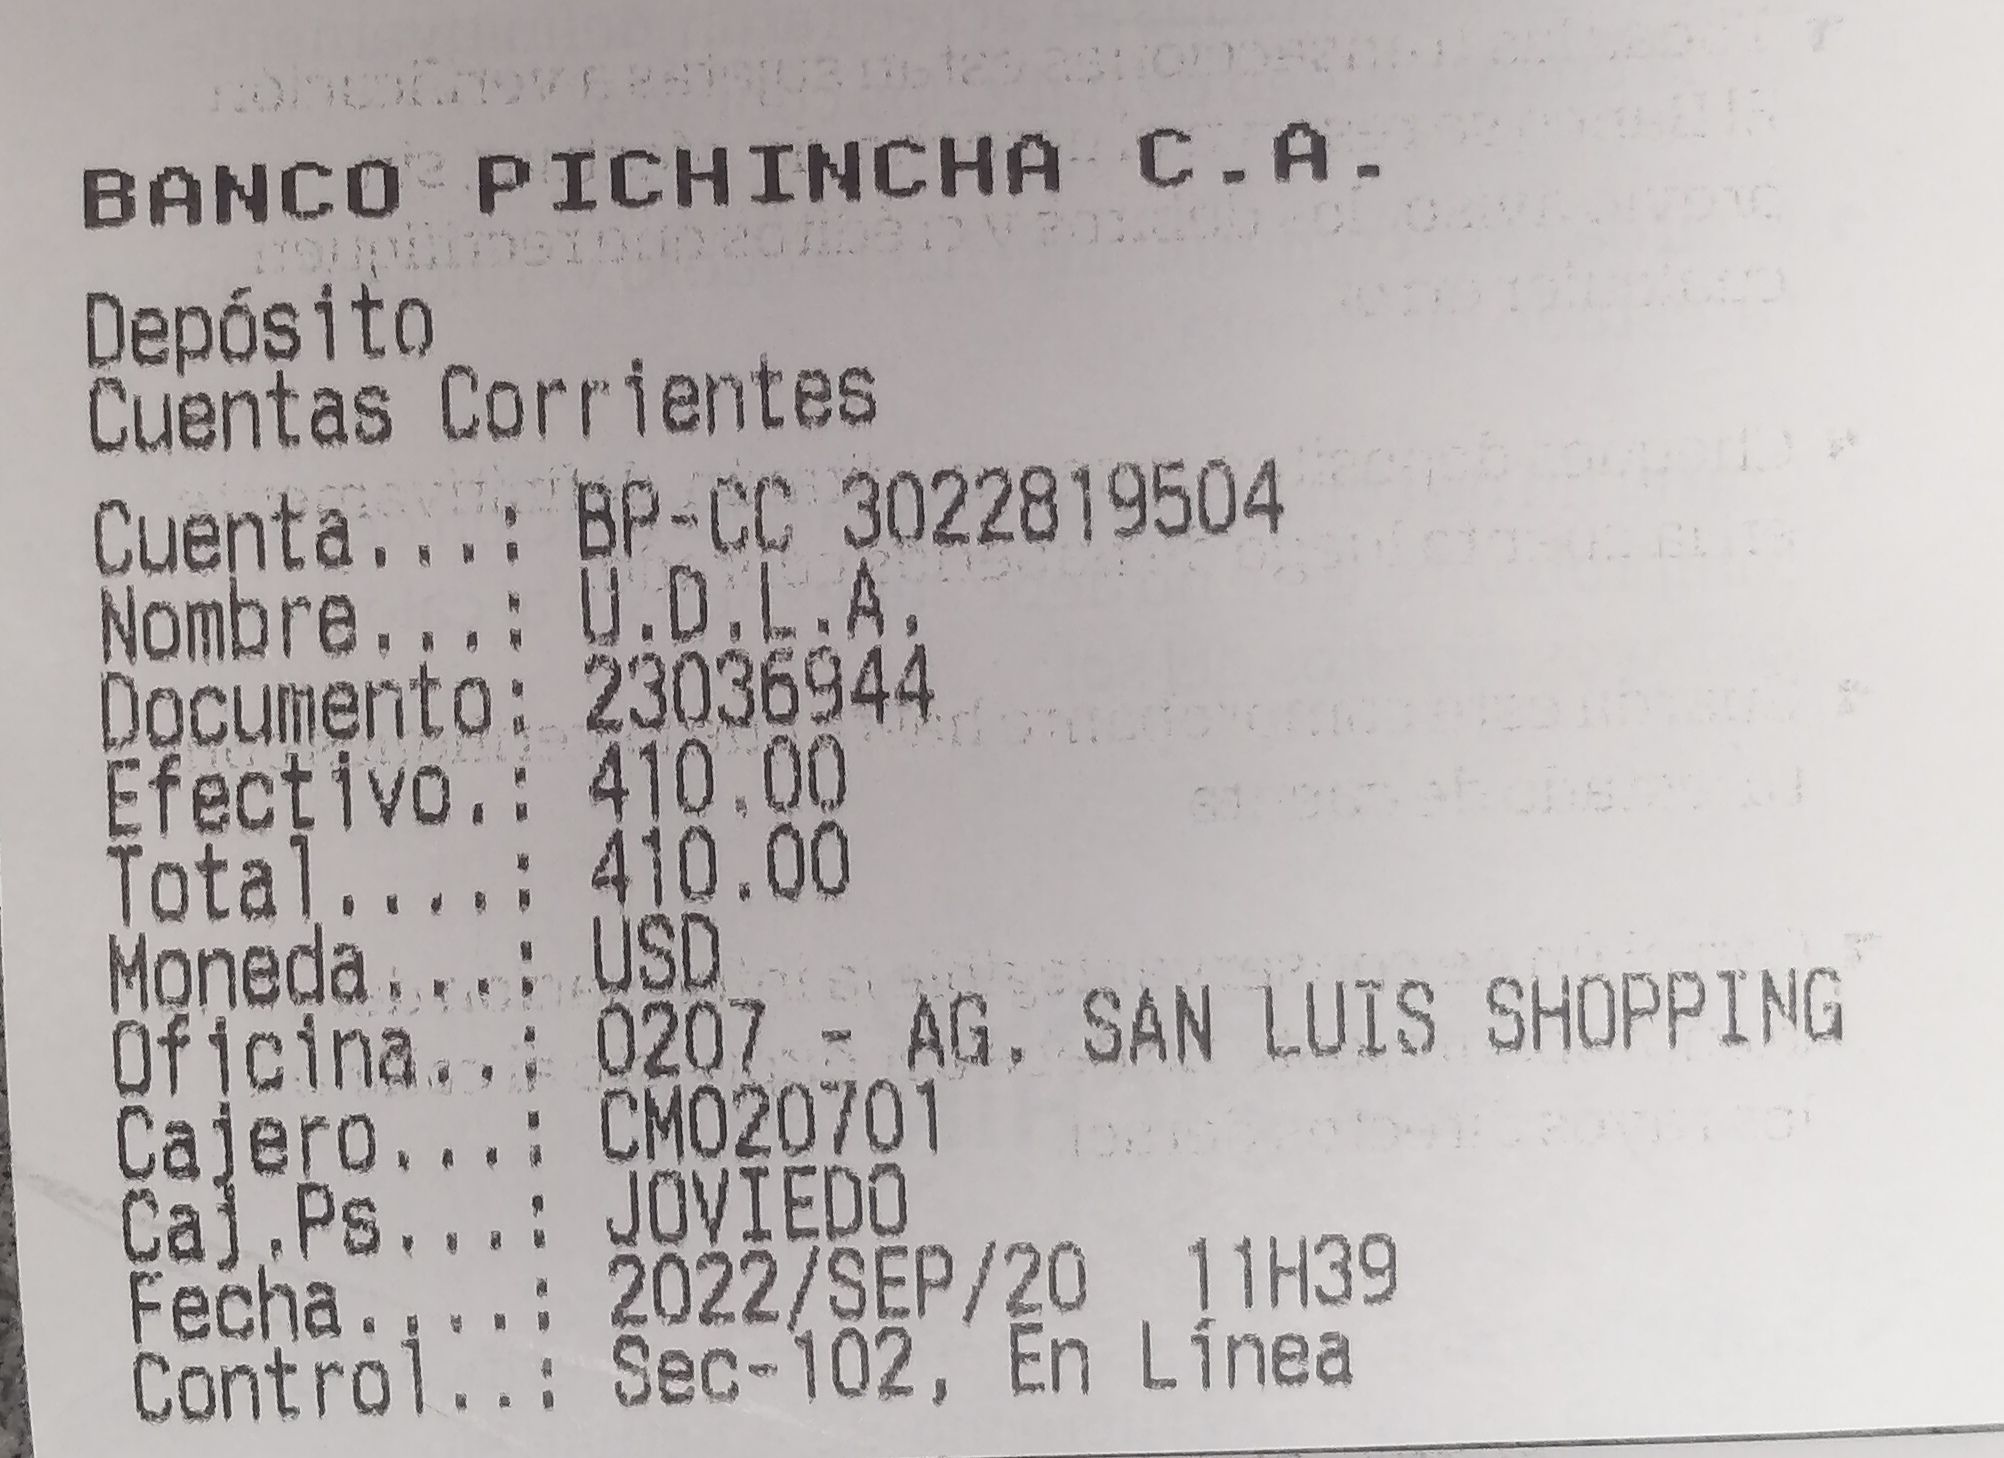 BANCO PICHINCHA C.A.
Depósito
Cuentas Corrientes
Cuenta...: BP-CC 3022819504
Nombre...: U.D.L.A.
Documento: 23036944
Efectivo.: 410.00
Total....: 410.00
Moneda...: USD
Oficina..: 0207 - AG. SAN LUIS SHOPPING
Cajero...: CM020701
Caj.Ps...: JOVIEDO
Fecha....: 2022/SEP/20 11H39
Control..: Sec-102, En Línea